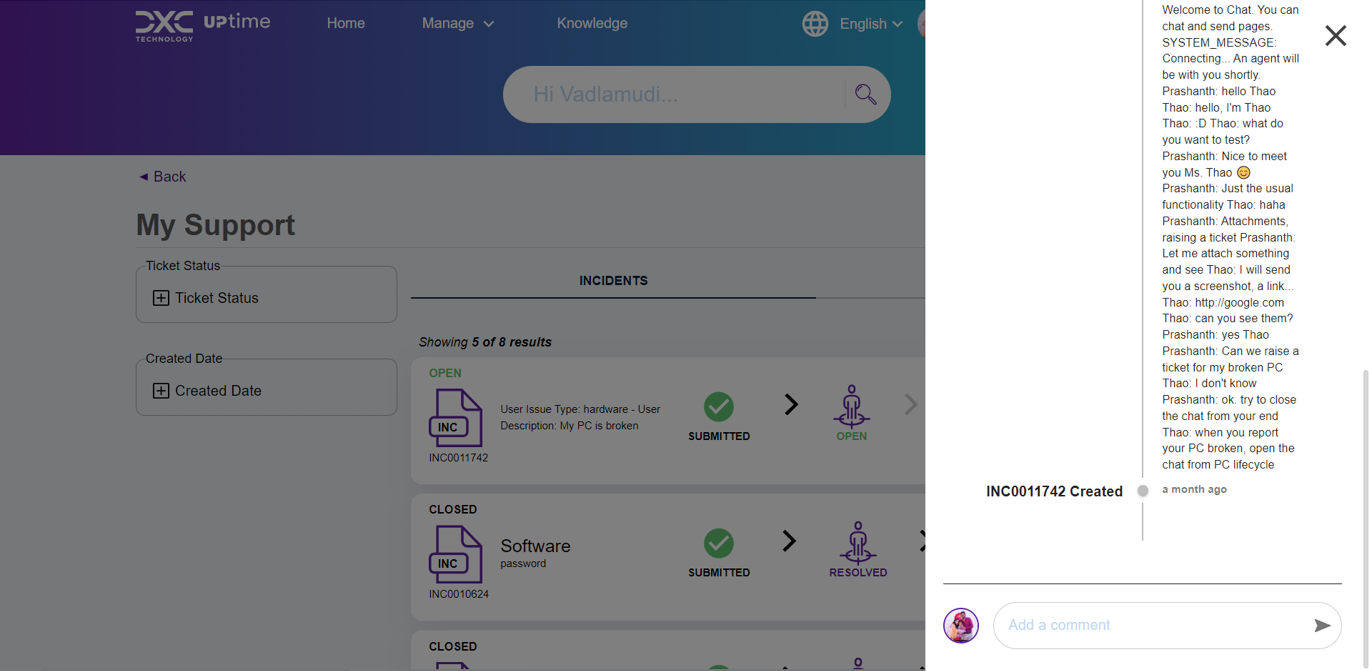 DXC
TECHNOLOGY
UPtime
Home
Manage
Knowledge
English
Hi Vadlamudi...
◄ Back
My Support
Ticket Status
Ticket Status
Created Date
Created Date
INCIDENTS
Showing 5 of 8 results
OPEN
INC
INC0011742
User Issue Type: hardware - User
Description: My PC is broken
SUBMITTED
OPEN
CLOSED
INC
INC0010624
Software
password
SUBMITTED
RESOLVED
CLOSED
Welcome to Chat. You can
chat and send pages.
SYSTEM_MESSAGE:
Connecting... An agent will
be with you shortly.
Prashanth: hello Thao
Thao: hello, I'm Thao
Thao: :D Thao: what do
you want to test?
Prashanth: Nice to meet
you Ms. Thao 😊
Prashanth: Just the usual
functionality Thao: haha
Prashanth: Attachments,
raising a ticket Prashanth:
Let me attach something
and see Thao: I will send
you a screenshot, a link...
Thao: http://google.com
Thao: can you see them?
Prashanth: yes Thao
Prashanth: Can we raise a
ticket for my broken PC
Thao: I don't know
Prashanth: ok. try to close
the chat from your end
Thao: when you report
your PC broken, open the
chat from PC lifecycle
INC0011742 Created
a month ago
Add a comment